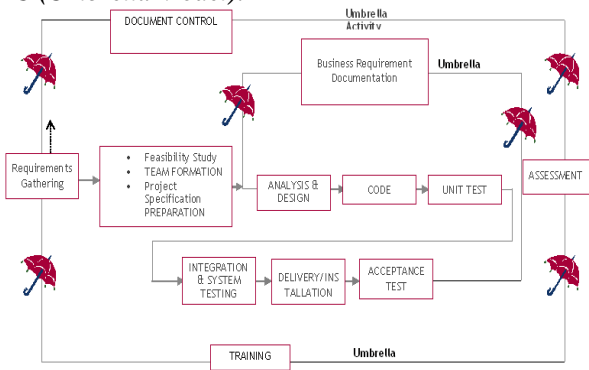 DOCUMENT CONTROL
Umbrella
Activity
Business Requirement
Documentation
Umbrella
Requirements
Gathering
• Feasibility Study
• TEAM FORMATION
• Project
Specification
PREPARATION
ANALYSIS &
DESIGN
CODE
UNIT TEST
ASSESSMENT
INTEGRATION
& SYSTEM
TESTING
DELIVERY/INS
TALLATION
ACCEPTANCE
TEST
TRAINING
Umbrella